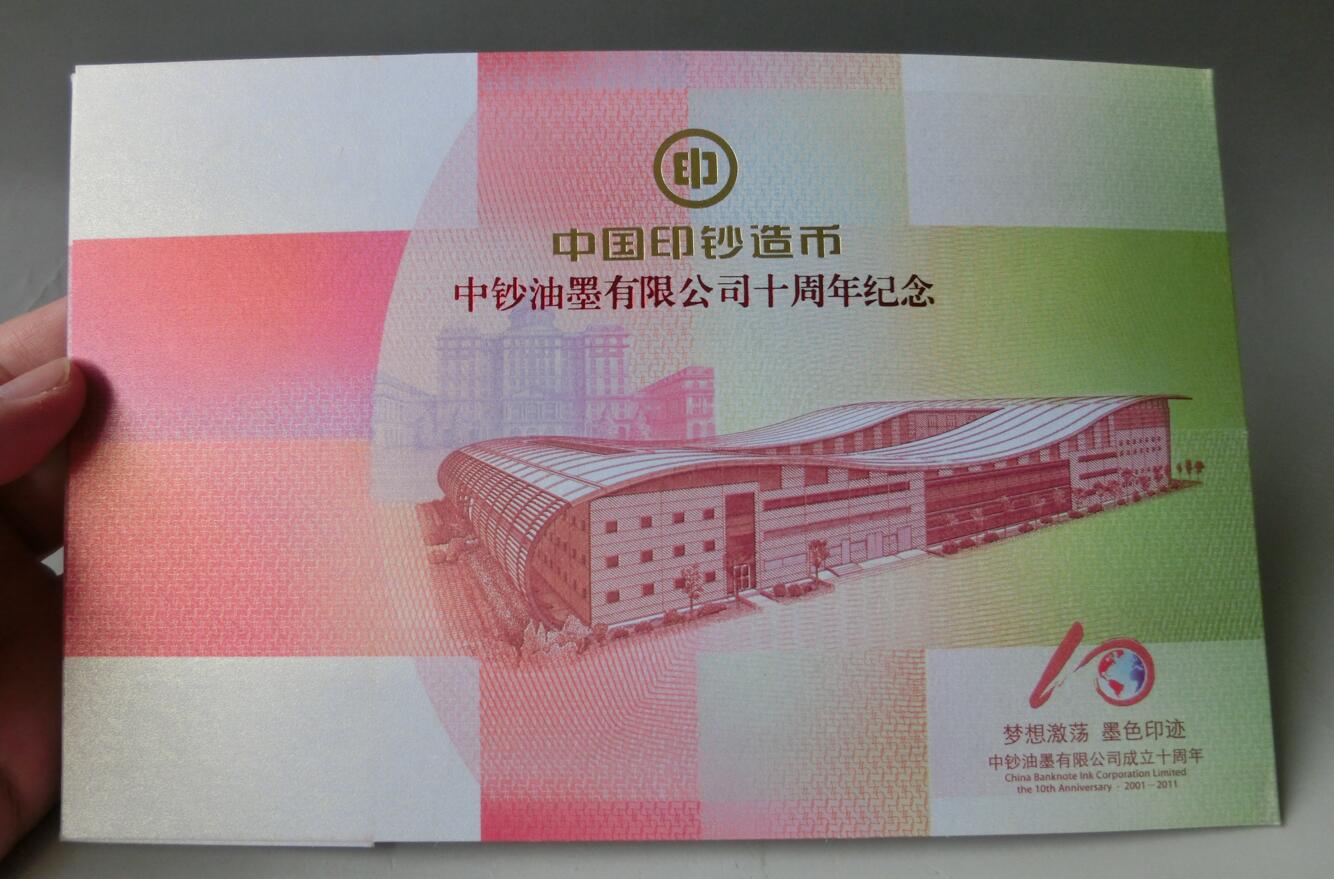 印
中国印钞造币
中钞油墨有限公司十周年纪念
10
梦想激荡 墨色印迹
中钞油墨有限公司成立十周年
China Banknote Ink Corporation Limited
the 10th Anniversary · 2001—2011